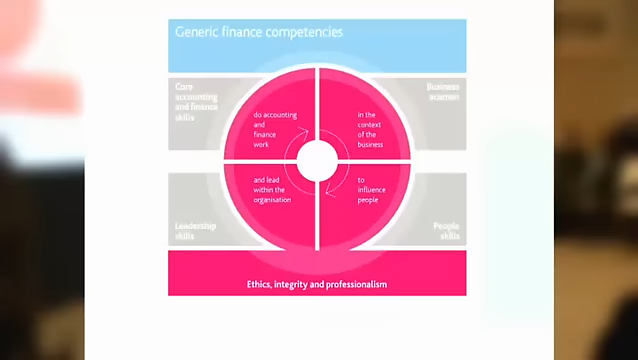 Generic finance competencies
Core
accounting
and finance
skills
Business
acumen
do accounting
and
finance
work
in the
context
of the
business
and lead
within the
organisation
to
influence
people
Leadership
skills
People
skills
Ethics, integrity and professionalism